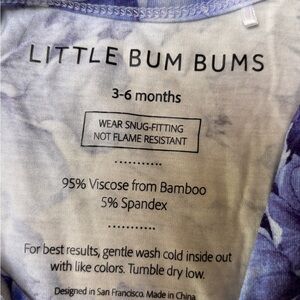 LITTLE BUM BUMS
3-6 months
WEAR SNUG-FITTING
NOT FLAME RESISTANT
95% Viscose from Bamboo
5% Spandex
For best results, gentle wash cold inside out
with like colors. Tumble dry low.
Designed in San Francisco. Made in China